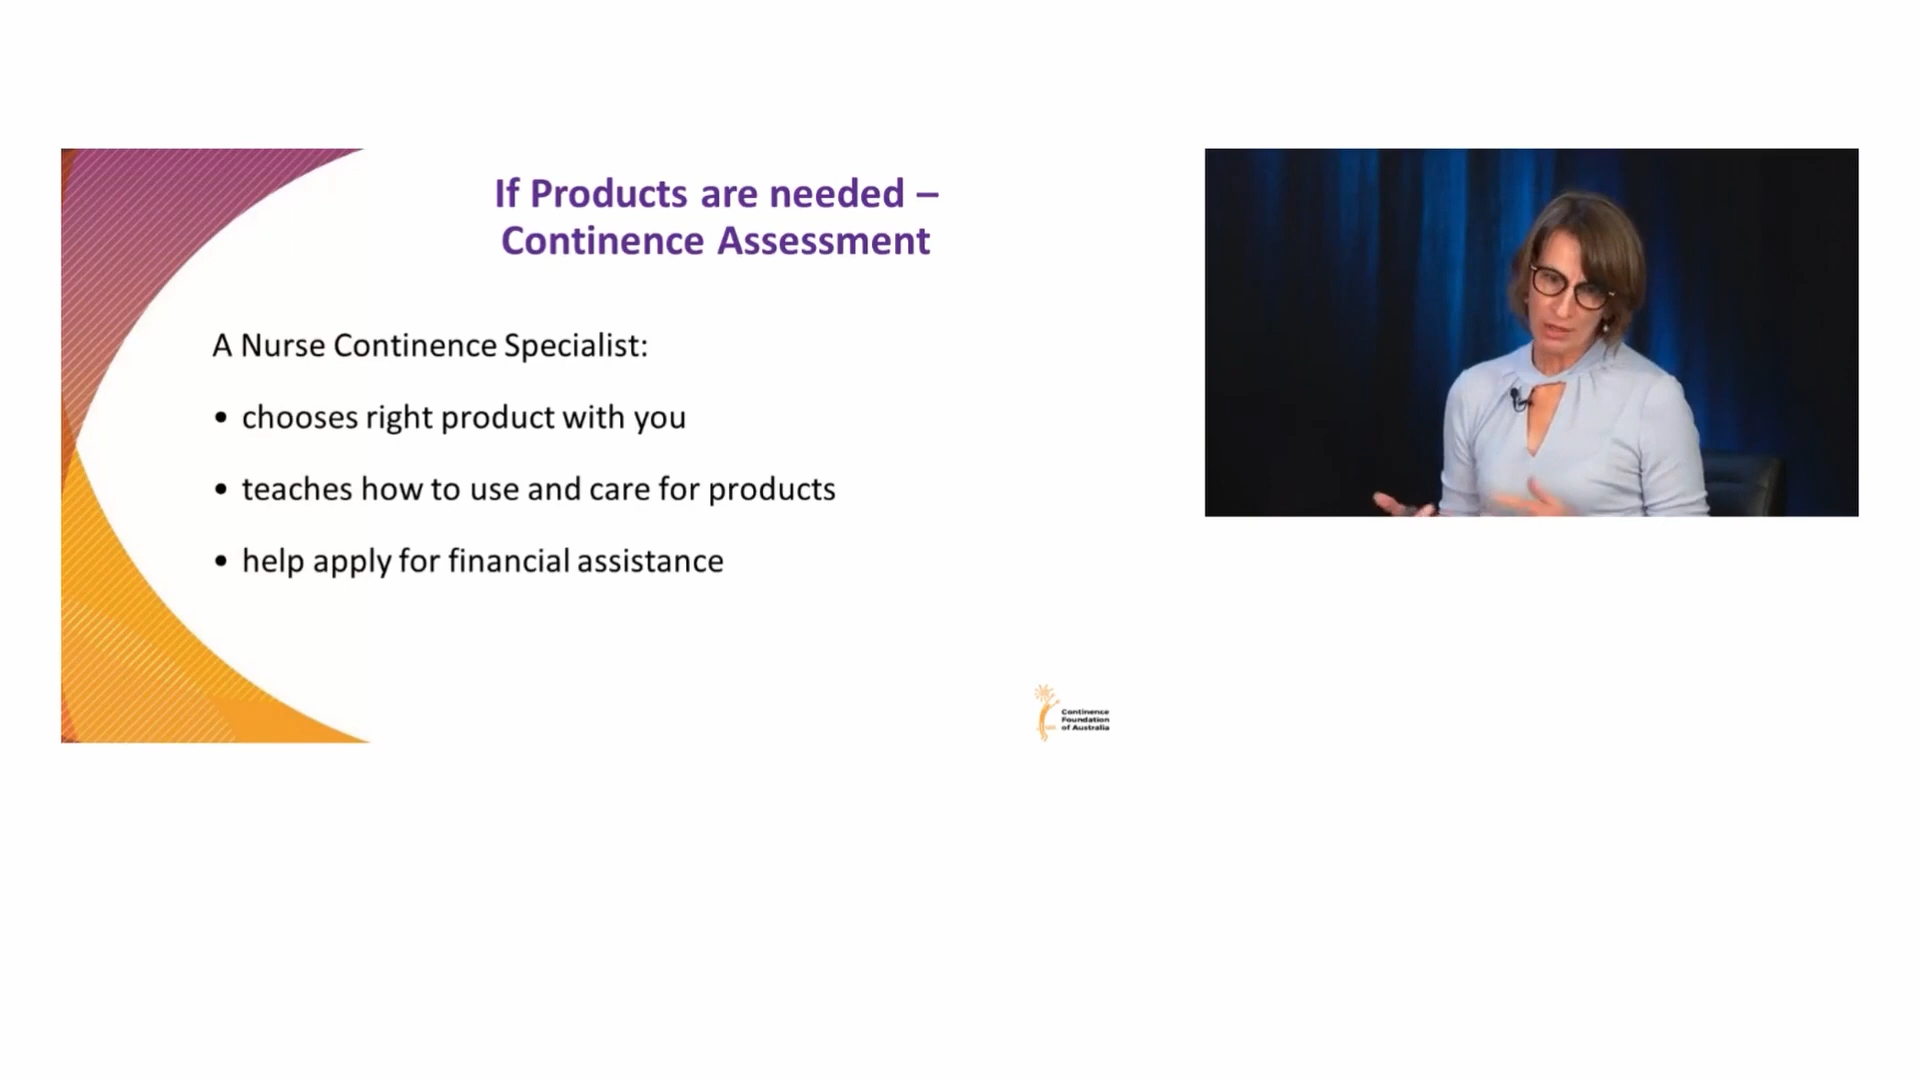 If Products are needed –
Continence Assessment
A Nurse Continence Specialist:
• chooses right product with you
• teaches how to use and care for products
• help apply for financial assistance
Continence
Foundation
of Australia